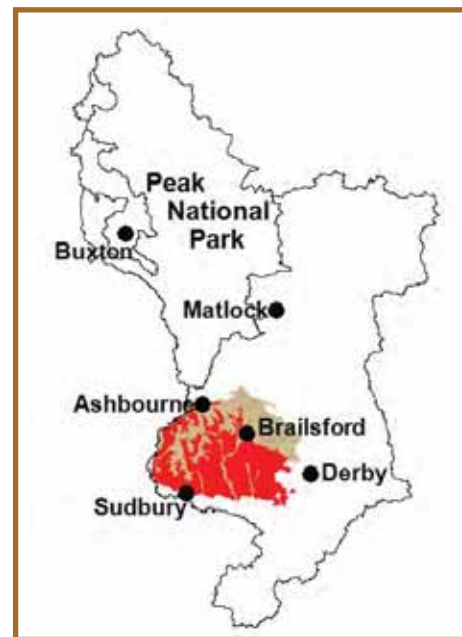 Peak
National
Park
Buxton
Matlock
Ashbourne
Brailsford
Derby
Sudbury